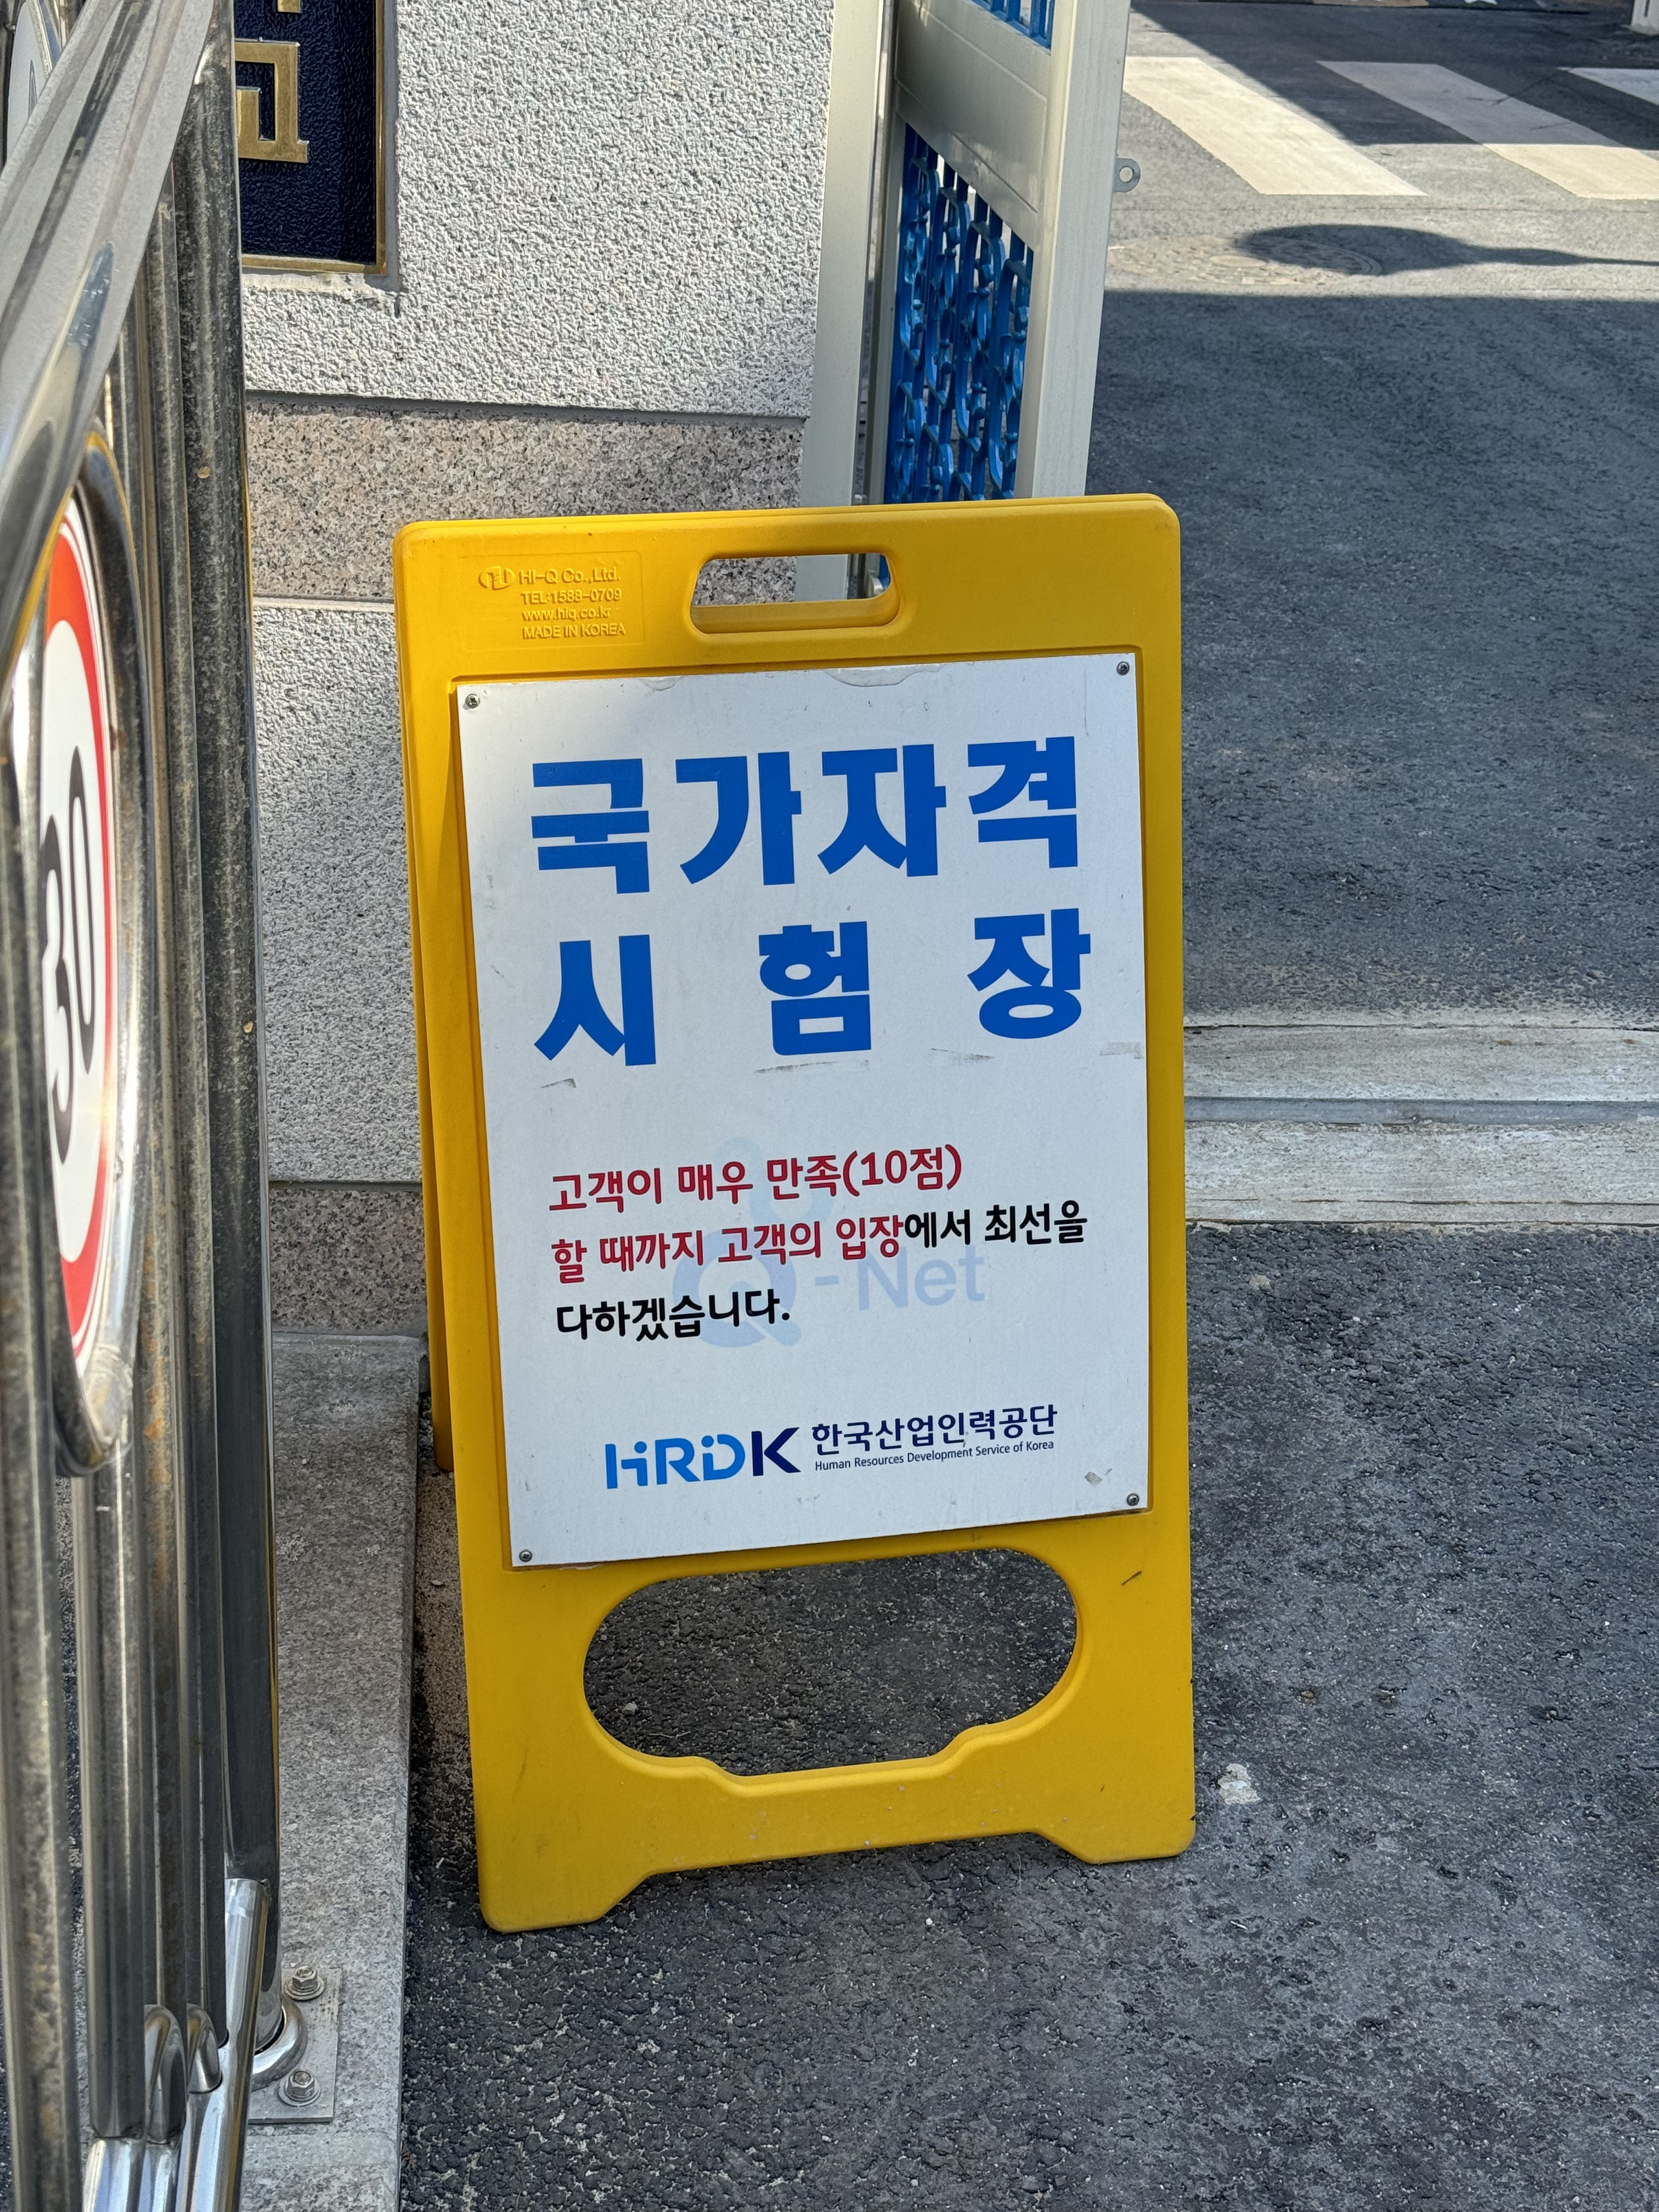 HI-Q Co.,Ltd.
TEL:1588-0709
www.hiq.co.kr
MADE IN KOREA
국가자격
시 험 장
고객이 매우 만족(10점)
할 때까지 고객의 입장에서 최선을
다하겠습니다.
Q-Net
HRDK 한국산업인력공단
Human Resources Development Service of Korea
30